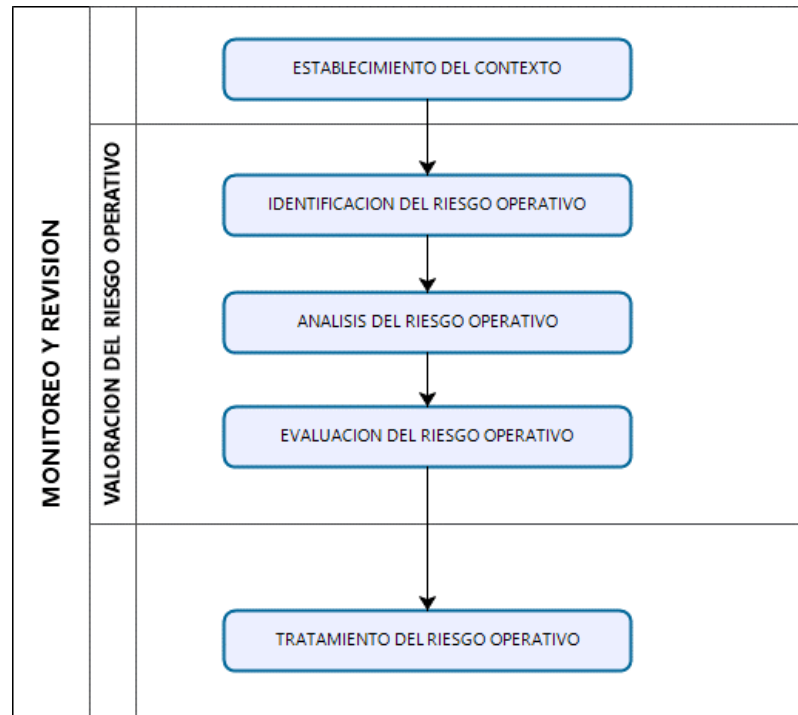 MONITOREO Y REVISION
VALORACION DEL RIESGO OPERATIVO
ESTABLECIMIENTO DEL CONTEXTO
IDENTIFICACION DEL RIESGO OPERATIVO
ANALISIS DEL RIESGO OPERATIVO
EVALUACION DEL RIESGO OPERATIVO
TRATAMIENTO DEL RIESGO OPERATIVO